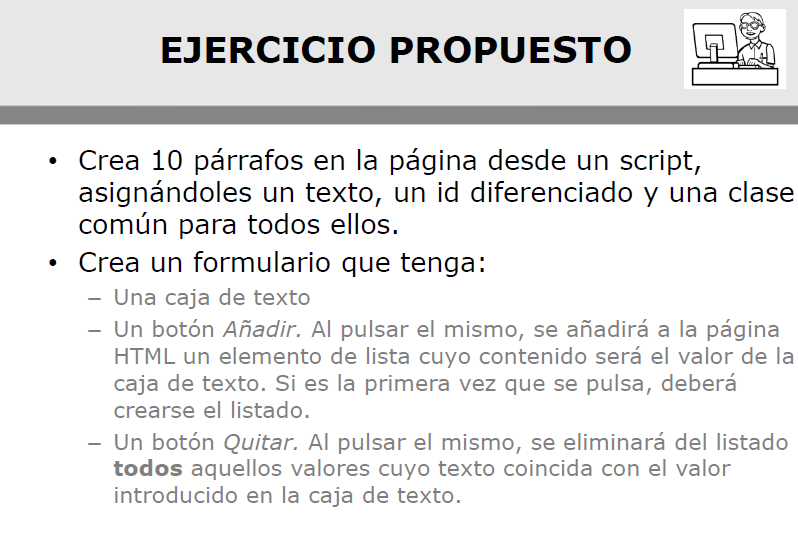 EJERCICIO PROPUESTO
• Crea 10 párrafos en la página desde un script,
asignándoles un texto, un id diferenciado y una clase
común para todos ellos.
• Crea un formulario que tenga:
– Una caja de texto
– Un botón Añadir. Al pulsar el mismo, se añadirá a la página
HTML un elemento de lista cuyo contenido será el valor de la
caja de texto. Si es la primera vez que se pulsa, deberá
crearse el listado.
– Un botón Quitar. Al pulsar el mismo, se eliminará del listado
todos aquellos valores cuyo texto coincida con el valor
introducido en la caja de texto.